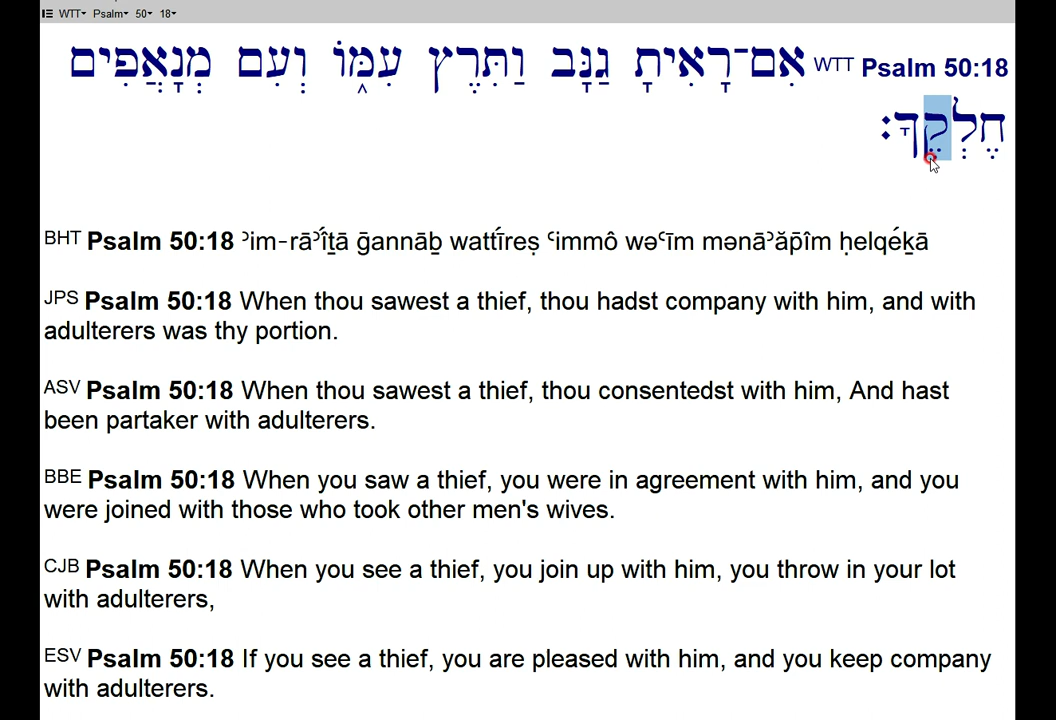 WTT Psalm 50 18
WTT Psalm 50:18 אִם־רָאִ֣יתָ גַ֭נָּב וַתִּ֣רֶץ עִמּ֑וֹ וְעִ֖ם מְנָאֲפִ֣ים
חֶלְקֶֽךָ׃
BHT Psalm 50:18 ʾim-rāʾî́ṯā ḡannāḇ wattı̄́reṣ ʿimmô wəʿīm mənāʾăp̄îm ḥelqéḵā
JPS Psalm 50:18 When thou sawest a thief, thou hadst company with him, and with
adulterers was thy portion.
ASV Psalm 50:18 When thou sawest a thief, thou consentedst with him, And hast
been partaker with adulterers.
BBE Psalm 50:18 When you saw a thief, you were in agreement with him, and you
were joined with those who took other men's wives.
CJB Psalm 50:18 When you see a thief, you join up with him, you throw in your lot
with adulterers,
ESV Psalm 50:18 If you see a thief, you are pleased with him, and you keep company
with adulterers.